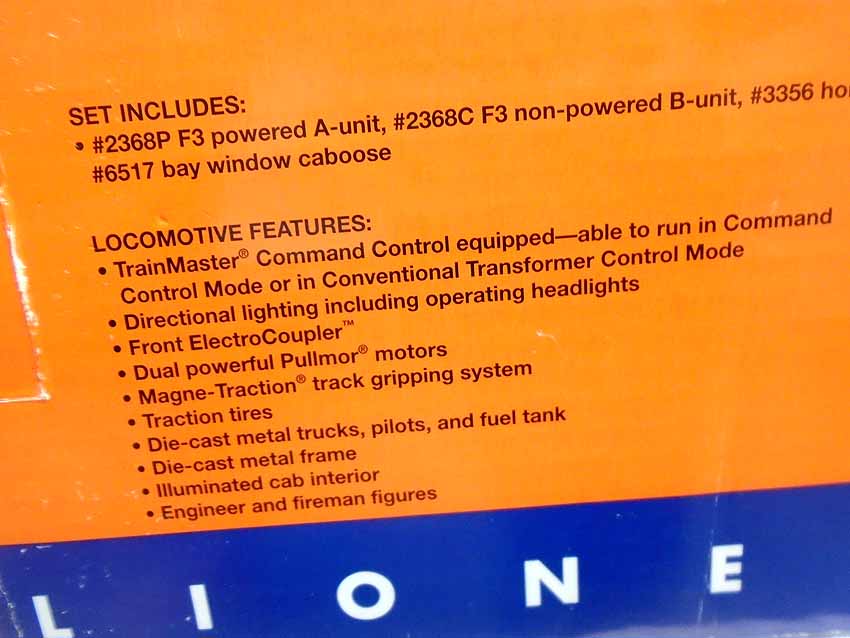 SET INCLUDES:
• #2368P F3 powered A-unit, #2368C F3 non-powered B-unit, #3356 ho
#6517 bay window caboose
LOCOMOTIVE FEATURES:
• TrainMaster® Command Control equipped—able to run in Command
Control Mode or in Conventional Transformer Control Mode
• Directional lighting including operating headlights
• Front ElectroCoupler™
• Dual powerful Pullmor® motors
• Magne-Traction® track gripping system
• Traction tires
• Die-cast metal trucks, pilots, and fuel tank
• Die-cast metal frame
• Illuminated cab interior
• Engineer and fireman figures
LIONE